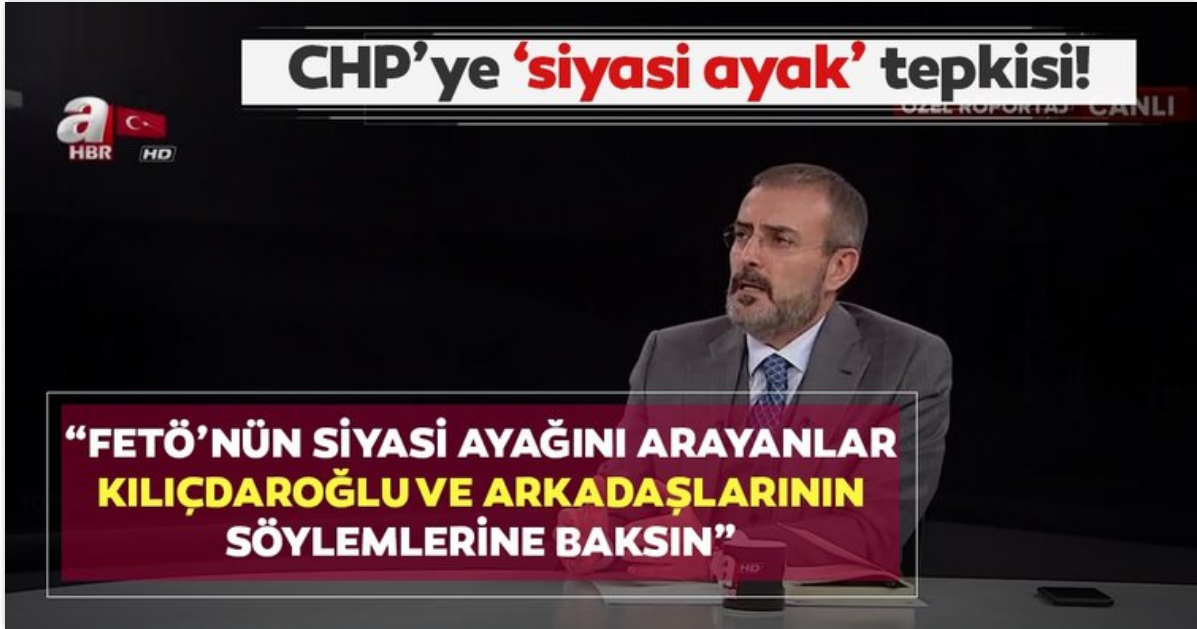 CHP'ye 'siyasi ayak' tepkisi!
ÖZEL RÖPORTAJ CANLI
a
HBR HD
"FETÖ'NÜN SİYASİ AYAĞINI ARAYANLAR
KILIÇDAROĞLU VE ARKADAŞLARININ
SÖYLEMLERİNE BAKSIN"
a HD